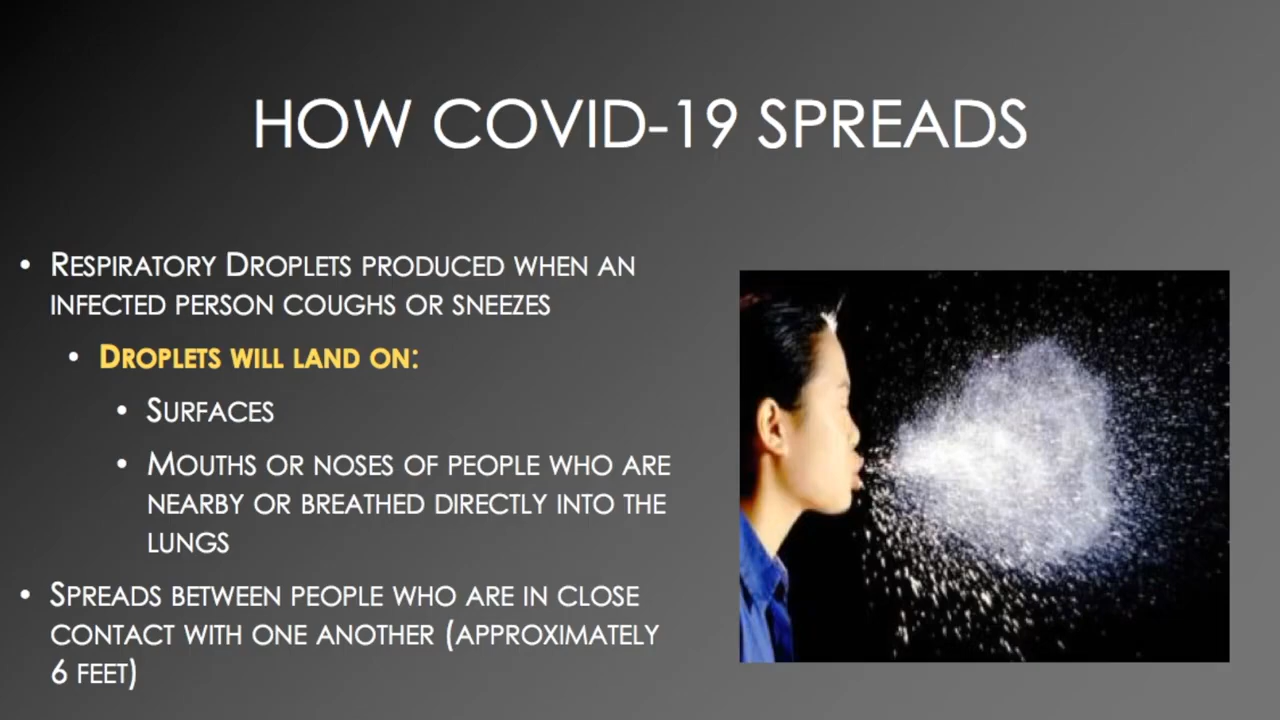 HOW COVID-19 SPREADS
• RESPIRATORY DROPLETS PRODUCED WHEN AN
INFECTED PERSON COUGHS OR SNEEZES
• DROPLETS WILL LAND ON:
• SURFACES
• MOUTHS OR NOSES OF PEOPLE WHO ARE
NEARBY OR BREATHED DIRECTLY INTO THE
LUNGS
• SPREADS BETWEEN PEOPLE WHO ARE IN CLOSE
CONTACT WITH ONE ANOTHER (APPROXIMATELY
6 FEET)